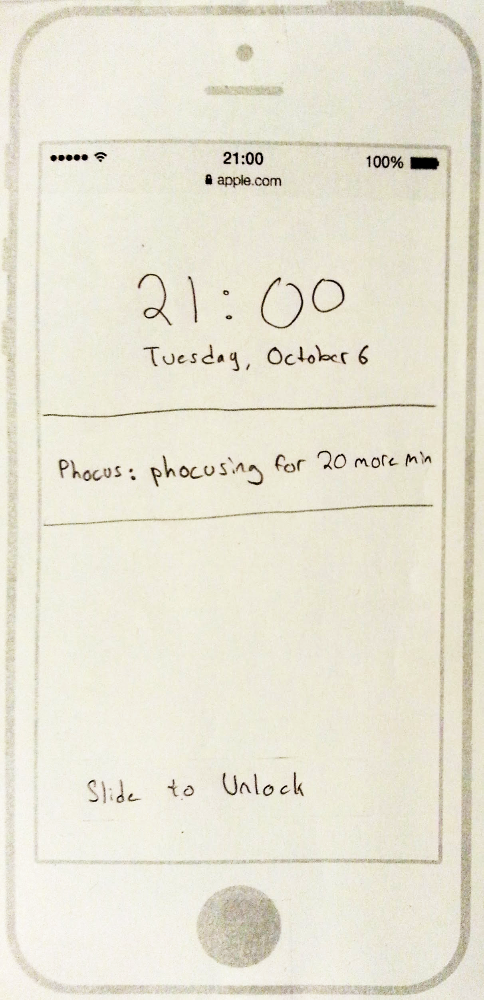 21:00 100%
apple.com
21:00
Tuesday, October 6
Phocus: phocusing for 20 more min
Slide to Unlock